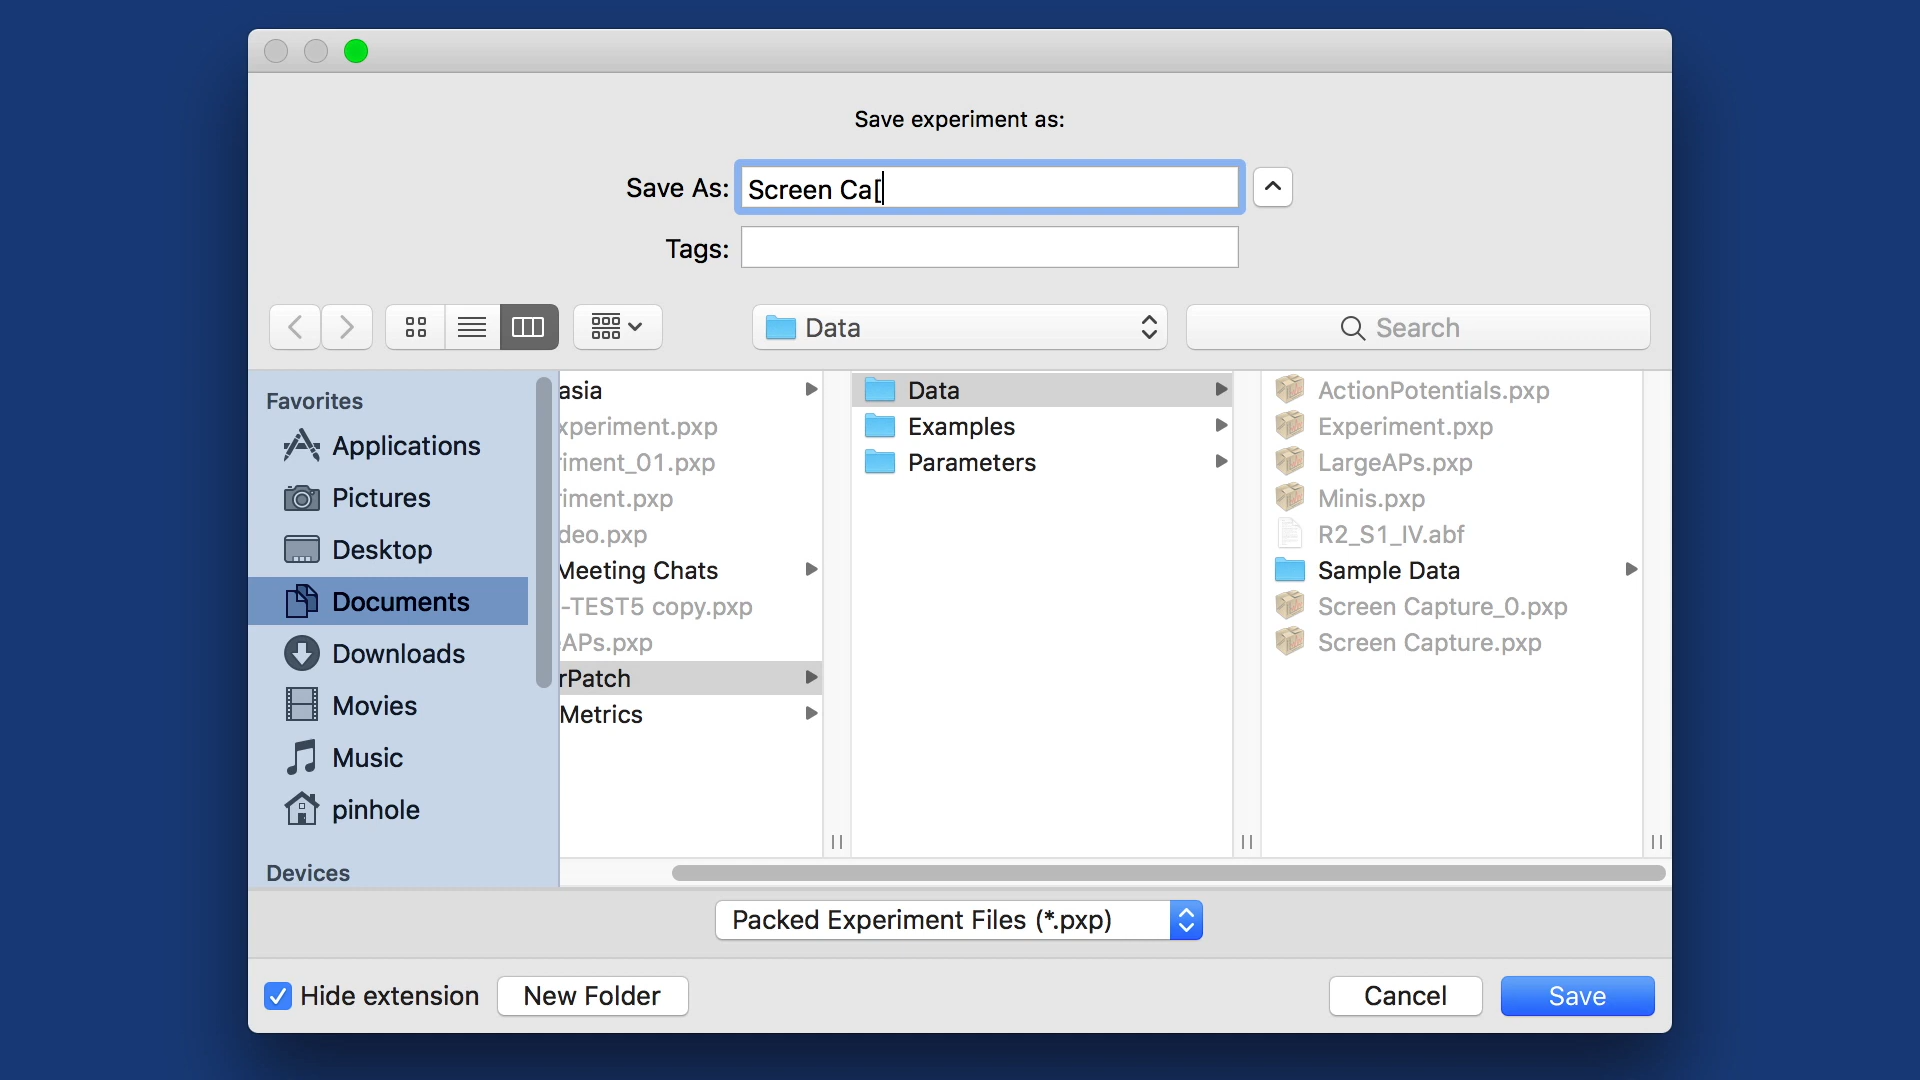 Save experiment as:
Save As: Screen Ca[
Tags:
Data
Search
Favorites
Applications
Pictures
Desktop
Documents
Downloads
Movies
Music
pinhole
Devices
asia
xperiment.pxp
iment_01.pxp
iment.pxp
deo.pxp
Meeting Chats
-TEST5 copy.pxp
APs.pxp
rPatch
Metrics
Data
Examples
Parameters
ActionPotentials.pxp
Experiment.pxp
LargeAPs.pxp
Minis.pxp
R2_S1_IV.abf
Sample Data
Screen Capture_0.pxp
Screen Capture.pxp
Packed Experiment Files (*.pxp)
Hide extension
New Folder
Cancel
Save